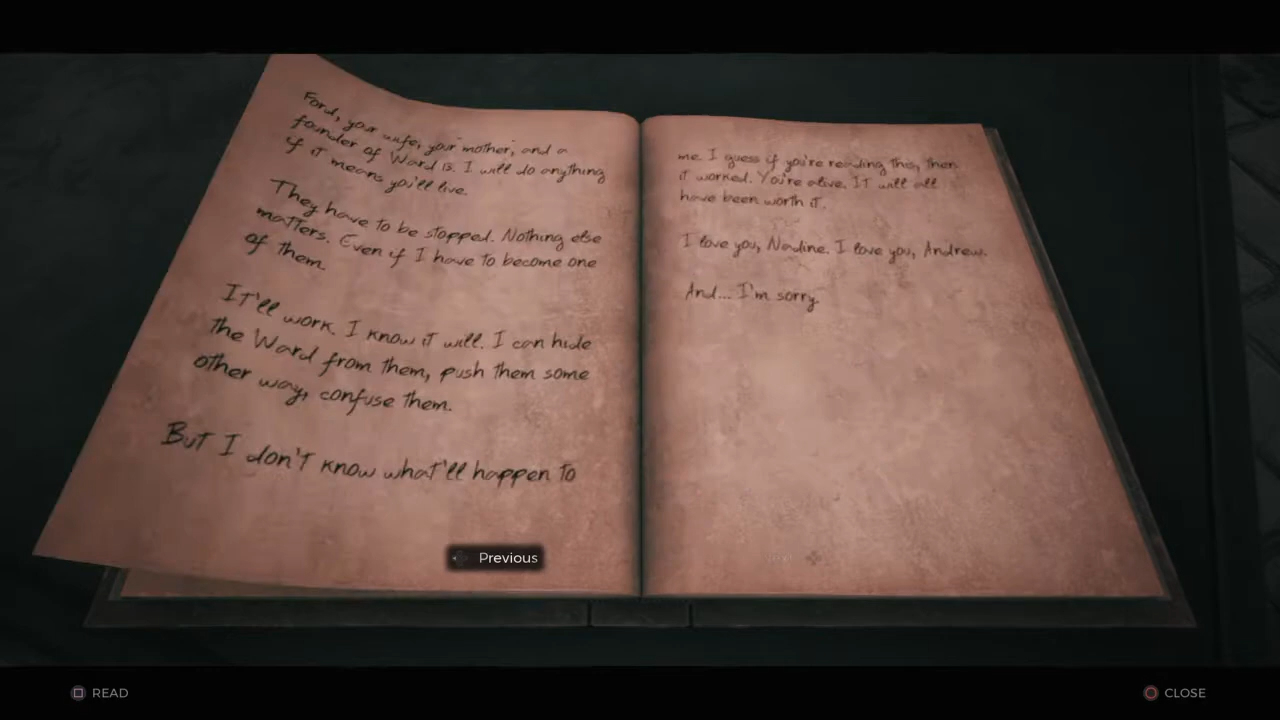 Ford, your wife, your "mother", and a
founder of Ward is. I will do anything
if it means you'll live.
They have to be stopped. Nothing else
matters. Even if I have to become one
of them.
IT'll work. I know it will. I can hide
the Ward from them, push them some
other way, confuse them.
But I don't know what'll happen to
me. I guess if you're reading this, then
it worked. You're alive. IT will all
have been worth it.
I love you, Nadine. I love you, Andrew.
And... I'm sorry.
Previous
Next
READ
CLOSE